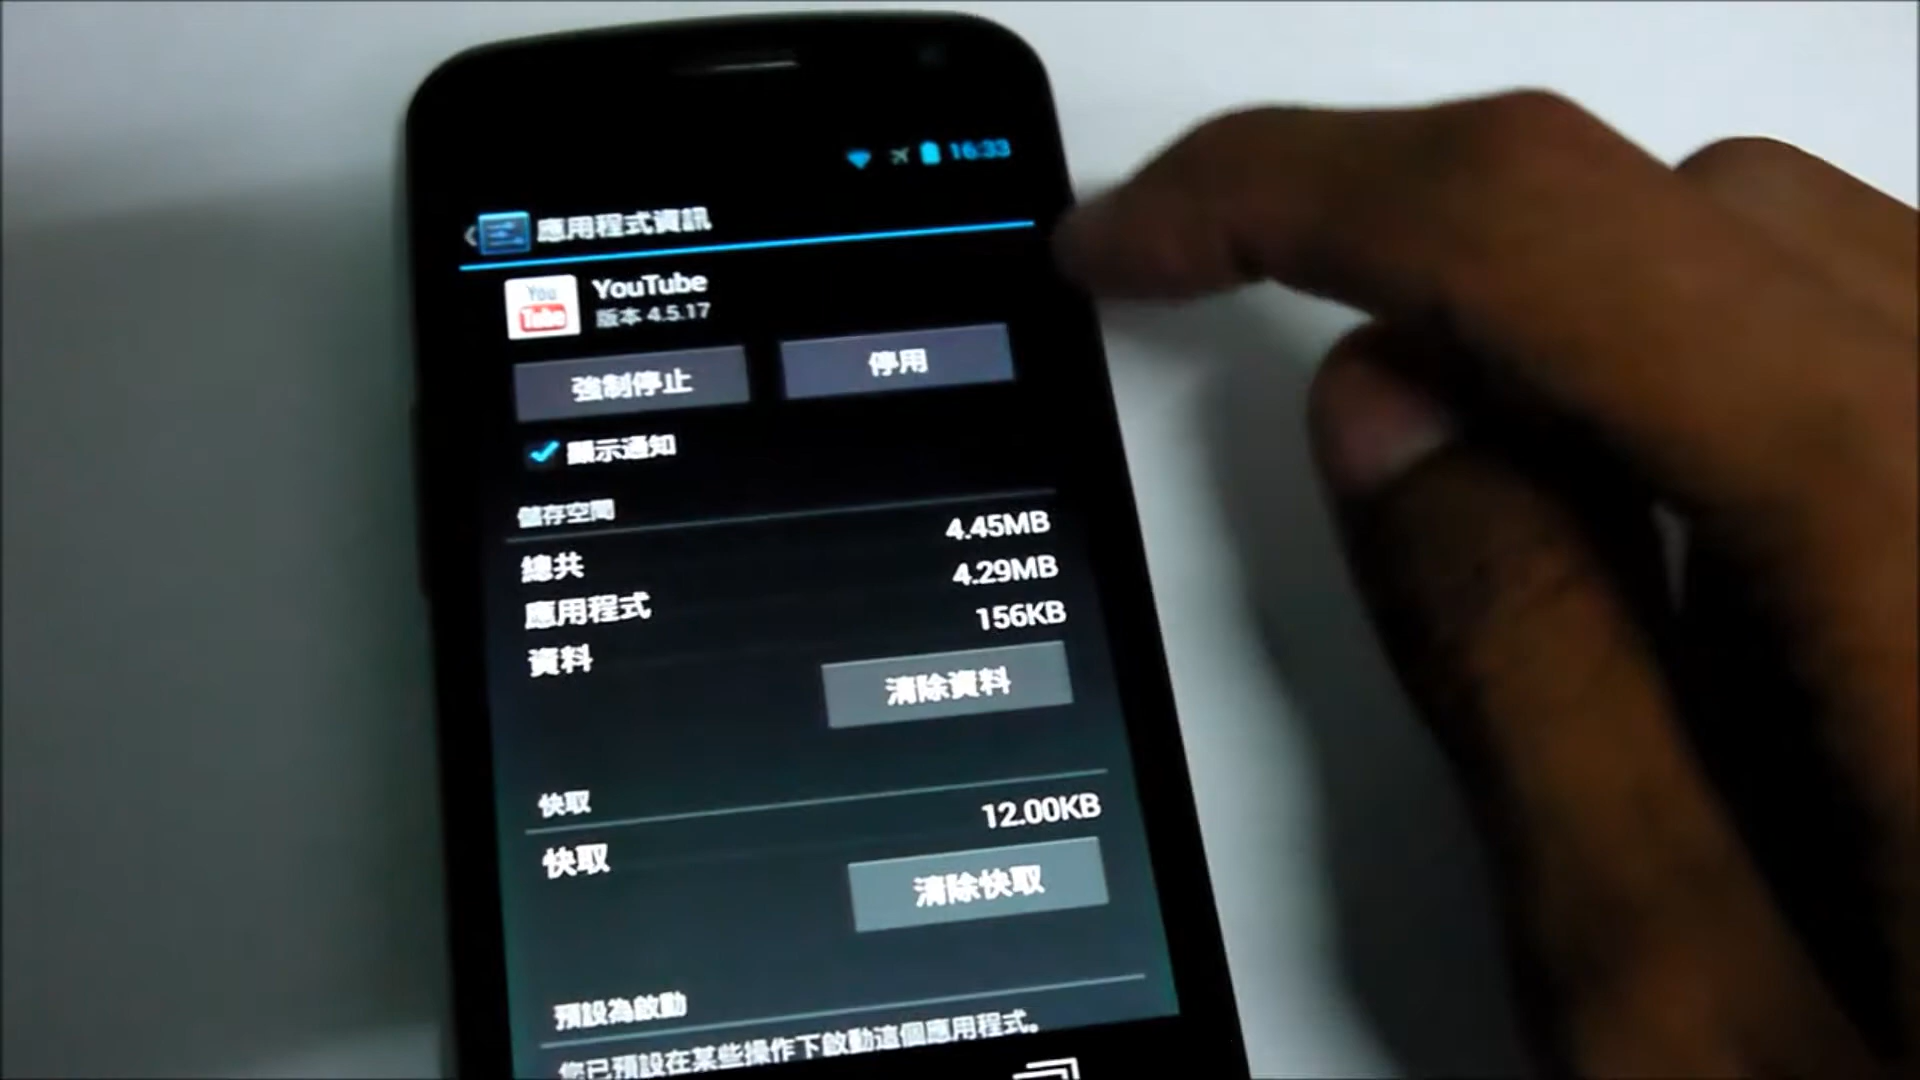 16:33
應用程式資訊
You
Tube
YouTube
版本 4.5.17
強制停止
停用
顯示通知
儲存空間
總共
4.45MB
應用程式
4.29MB
資料
156KB
清除資料
快取
快取
12.00KB
清除快取
預設為啟動
您已預設在某些操作下啟動這個應用程式。